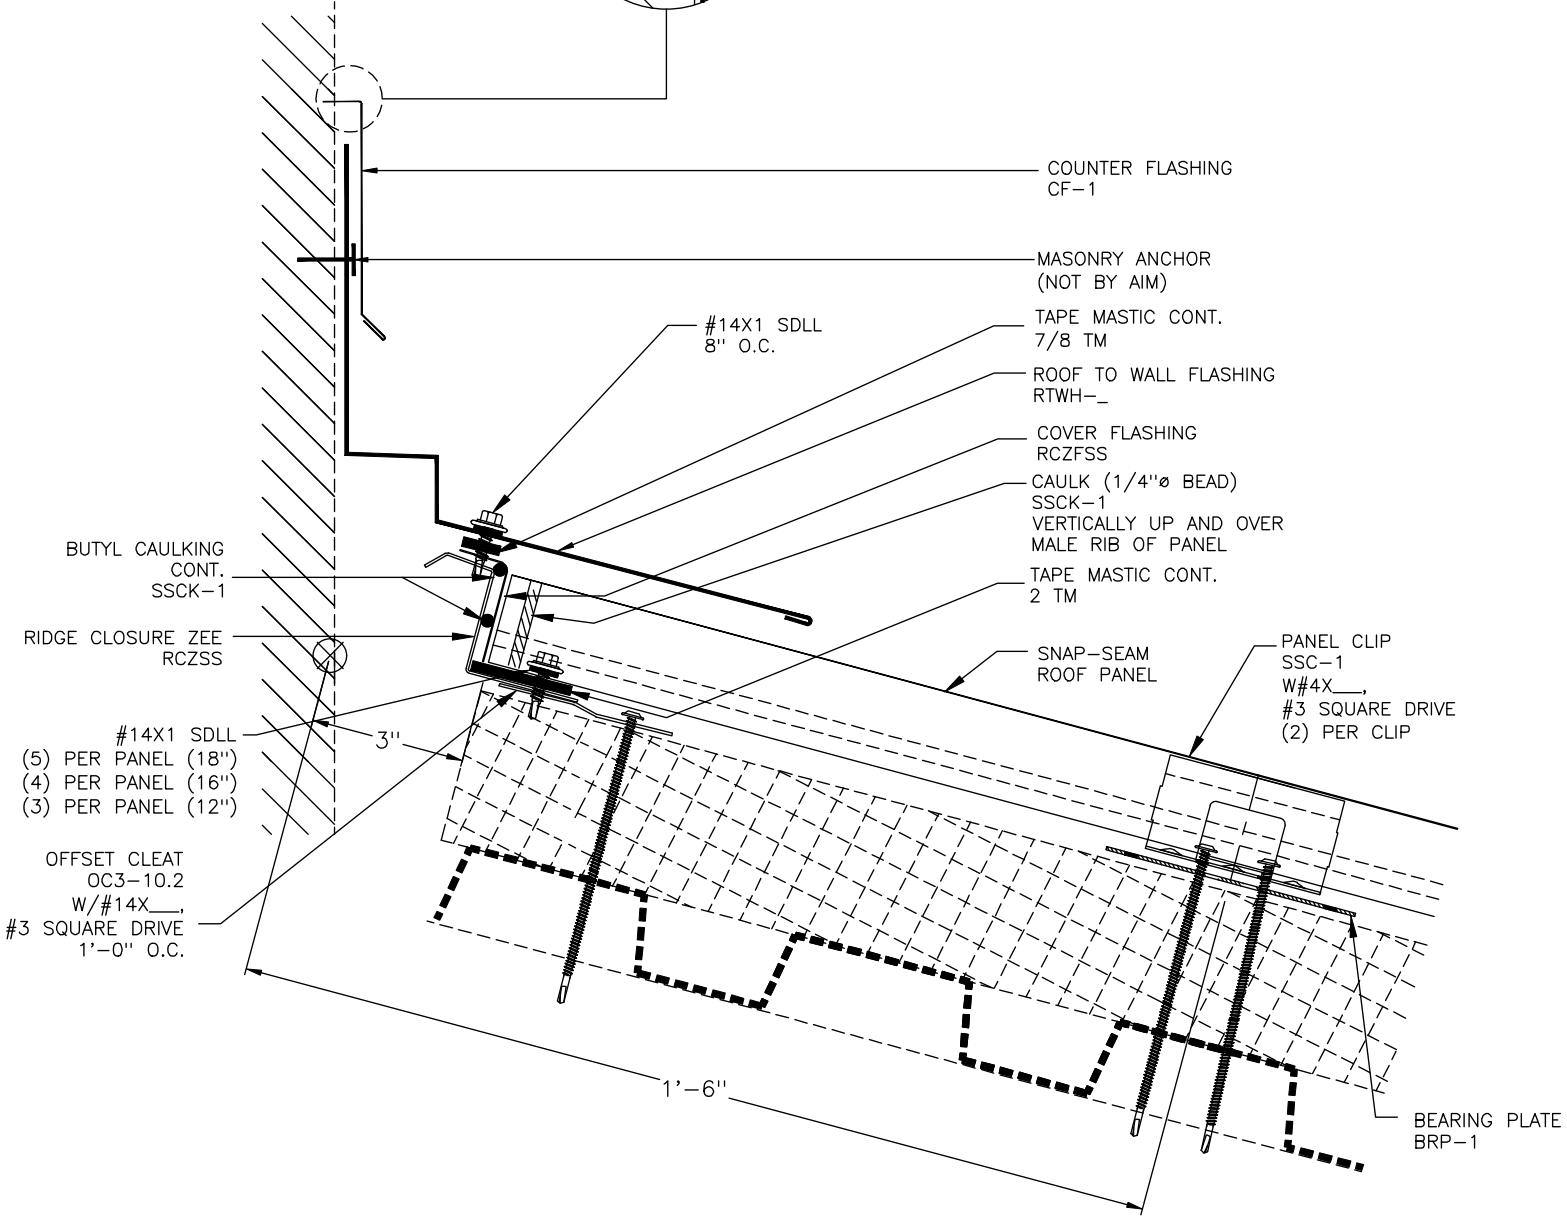 COUNTER FLASHING
CF-1
MASONRY ANCHOR
(NOT BY AIM)
#14X1 SDLL
8" O.C.
TAPE MASTIC CONT.
7/8 TM
ROOF TO WALL FLASHING
RTWH-_
COVER FLASHING
RCZFSS
CAULK (1/4"ø BEAD)
SSCK-1
VERTICALLY UP AND OVER
MALE RIB OF PANEL
TAPE MASTIC CONT.
2 TM
BUTYL CAULKING
CONT.
SSCK-1
RIDGE CLOSURE ZEE
RCZSS
SNAP-SEAM
ROOF PANEL
PANEL CLIP
SSC-1
W#4X___,
#3 SQUARE DRIVE
(2) PER CLIP
#14X1 SDLL
(5) PER PANEL (18")
(4) PER PANEL (16")
(3) PER PANEL (12")
3"
OFFSET CLEAT
OC3-10.2
W/#14X___,
#3 SQUARE DRIVE
1'-0" O.C.
1'-6"
BEARING PLATE
BRP-1